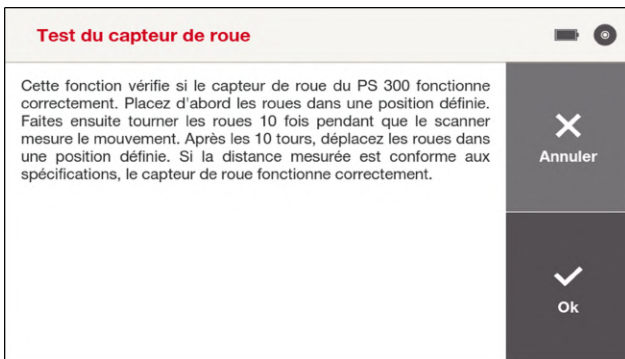 Test du capteur de roue
Cette fonction vérifie si le capteur de roue du PS 300 fonctionne
correctement. Placez d'abord les roues dans une position définie.
Faites ensuite tourner les roues 10 fois pendant que le scanner
mesure le mouvement. Après les 10 tours, déplacez les roues dans
une position définie. Si la distance mesurée est conforme aux
spécifications, le capteur de roue fonctionne correctement.
Annuler
Ok